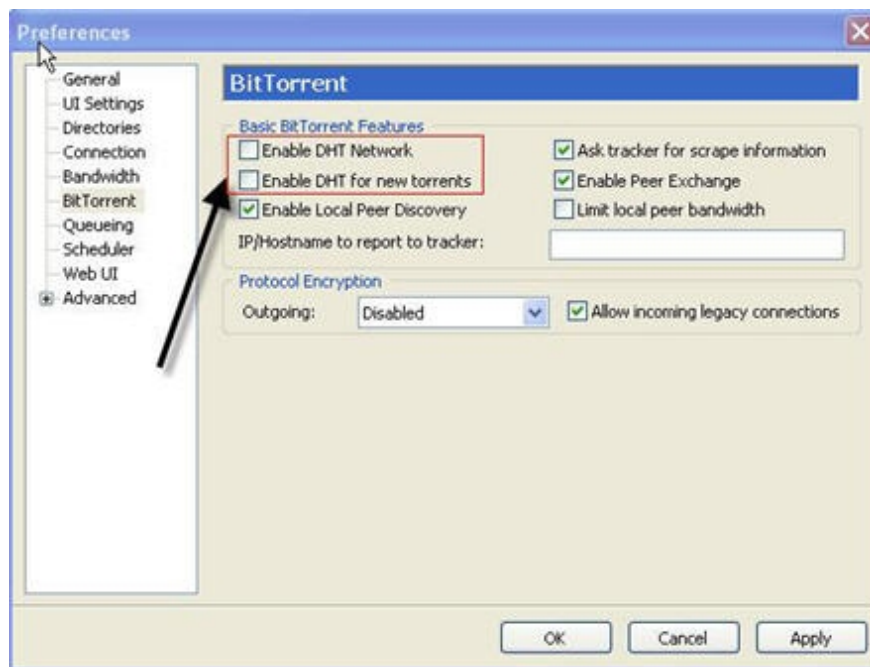 Preferences
General
UI Settings
Directories
Connection
Bandwidth
BitTorrent
Queueing
Scheduler
Web UI
Advanced
BitTorrent
Basic BitTorrent Features
Enable DHT Network
Ask tracker for scrape information
Enable DHT for new torrents
Enable Peer Exchange
Enable Local Peer Discovery
Limit local peer bandwidth
IP/Hostname to report to tracker:
Protocol Encryption
Outgoing: Disabled
Allow incoming legacy connections
OK Cancel Apply